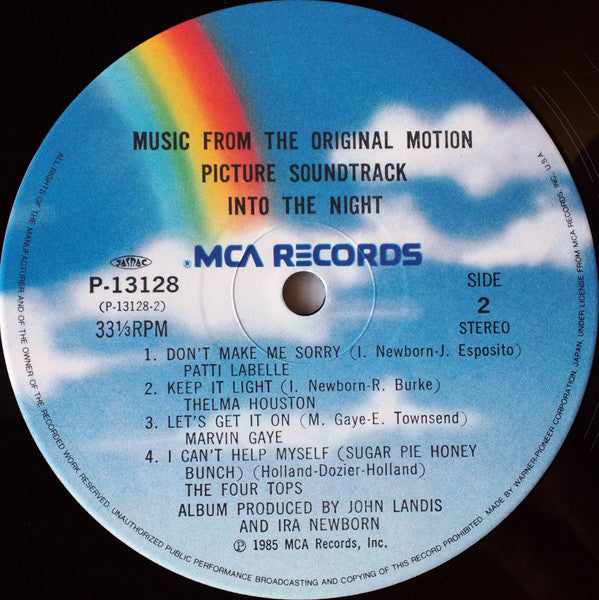 MUSIC FROM THE ORIGINAL MOTION
PICTURE SOUNDTRACK
INTO THE NIGHT
®MCA RECORDS
JASRAC
P-13128
(P-13128-2)
33⅓RPM
SIDE
2
STEREO
1. DON'T MAKE ME SORRY (I. Newborn-J. Esposito)
PATTI LABELLE
2. KEEP IT LIGHT (I. Newborn-R. Burke)
THELMA HOUSTON
3. LET'S GET IT ON (M. Gaye-E. Townsend)
MARVIN GAYE
4. I CAN'T HELP MYSELF (SUGAR PIE HONEY
BUNCH) (Holland-Dozier-Holland)
THE FOUR TOPS
ALBUM PRODUCED BY JOHN LANDIS
AND IRA NEWBORN
Ⓟ 1985 MCA Records, Inc.
ALL RIGHTS OF THE MANUFACTURER AND OF THE OWNER OF THE RECORDED WORK RESERVED. UNAUTHORIZED PUBLIC PERFORMANCE BROADCASTING AND COPYING OF THIS RECORD PROHIBITED. MADE BY WARNER-PIONEER CORPORATION JAPAN, UNDER LICENSE FROM MCA RECORDS, INC., U.S.A.